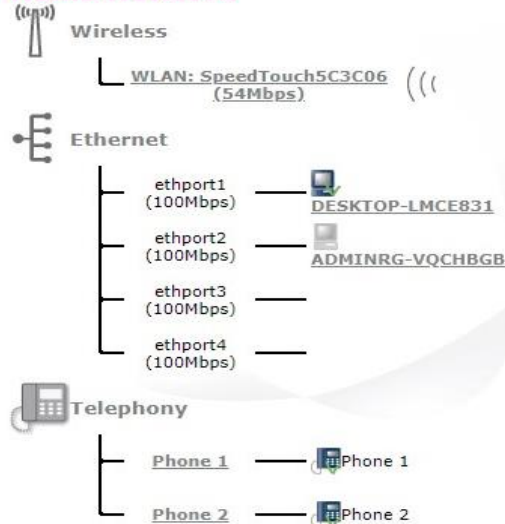 Wireless
WLAN: SpeedTouch5C3C06
(54Mbps)
Ethernet
ethport1
(100Mbps)
DESKTOP-LMCE831
ethport2
(100Mbps)
ADMINRG-VQCHBGB
ethport3
(100Mbps)
ethport4
(100Mbps)
Telephony
Phone 1 Phone 1
Phone 2 Phone 2